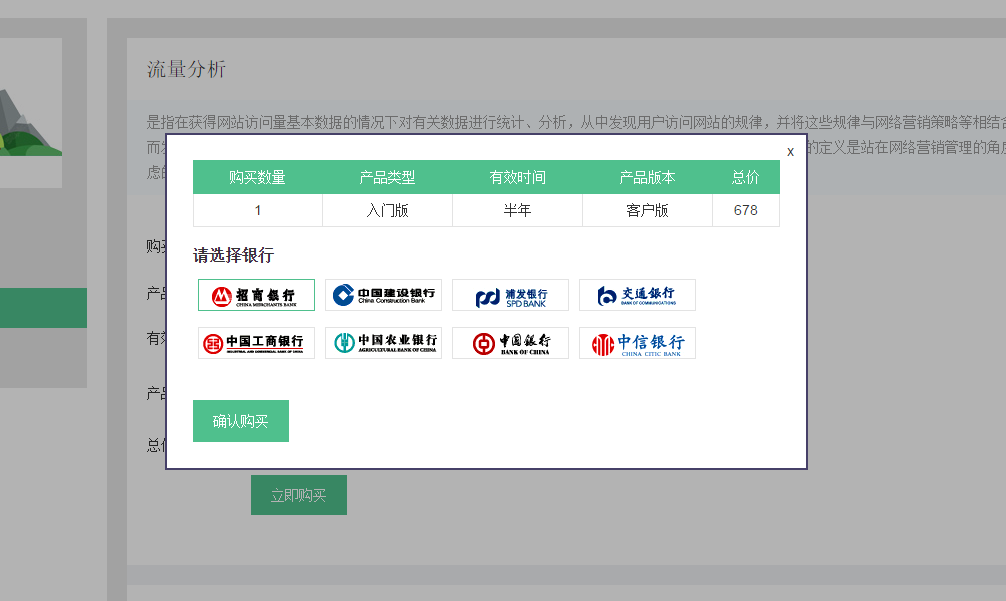 流量分析
是指在获得网站访问量基本数据的情况下对有关数据进行统计、分析，从中发现用户访问网站的规律，并将这些规律与网络营销策略等相结合
的定义是站在网络营销管理的角度
虑的
x
购买数量 产品类型 有效时间 产品版本 总价
1 入门版 半年 客户版 678
请选择银行
招商银行 CHINA MERCHANTS BANK
中国建设银行 China Construction Bank
浦发银行 SPD BANK
交通银行 BANK OF COMMUNICATIONS
中国工商银行 INDUSTRIAL AND COMMERCIAL BANK OF CHINA
中国农业银行 AGRICULTURAL BANK OF CHINA
中国银行 BANK OF CHINA
中信银行 CHINA CITIC BANK
确认购买
购买
产品
有效
产品
总价
立即购买